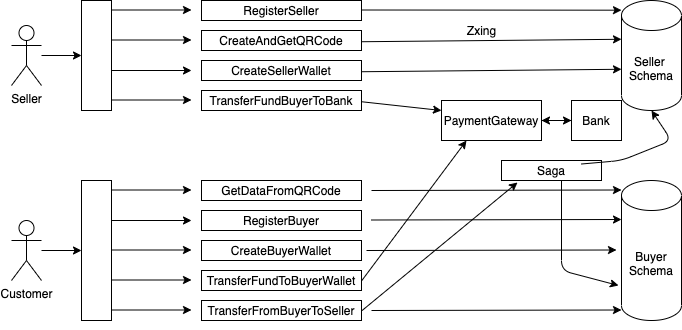 RegisterSeller
CreateAndGetQRCode
Zxing
CreateSellerWallet
TransferFundBuyerToBank
Seller
Seller
Schema
PaymentGateway
Bank
Saga
GetDataFromQRCode
RegisterBuyer
CreateBuyerWallet
TransferFundToBuyerWallet
TransferFromBuyerToSeller
Customer
Buyer
Schema